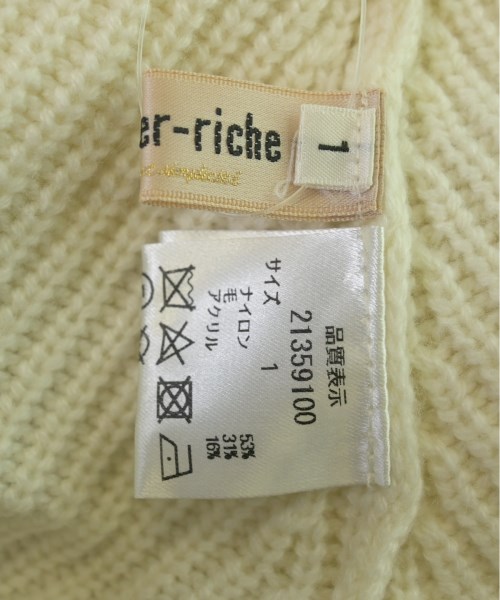 er-riche
1
品質表示
21359100
サイズ 1
ナイロン 53%
毛 31%
アクリル 16%